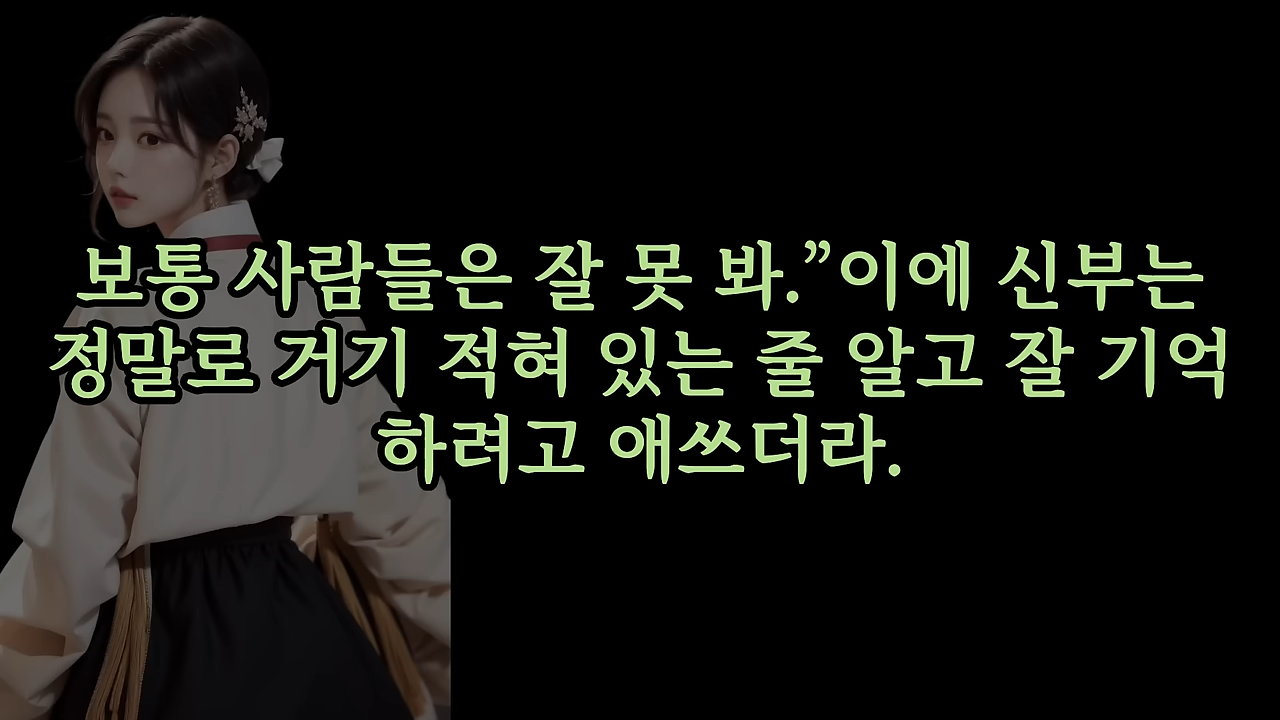 보통 사람들은 잘 못 봐.”이에 신부는
정말로 거기 적혀 있는 줄 알고 잘 기억
하려고 애쓰더라.